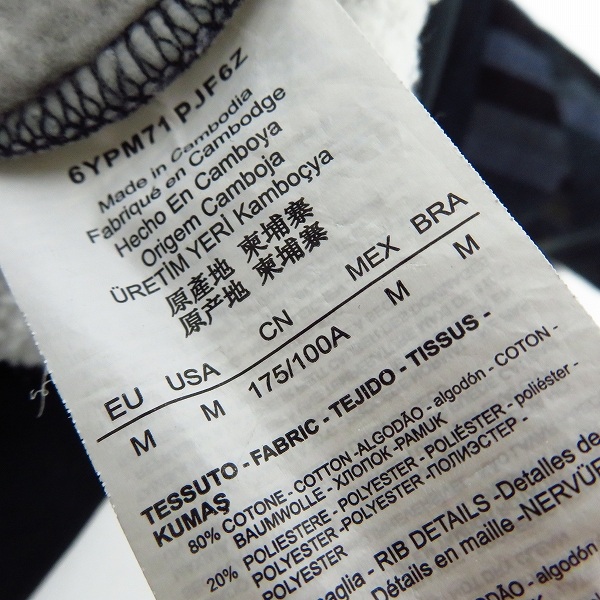 6YPM71 PJF6Z
Made in Cambodia
Fabriqué en Cambodge
Hecho En Camboya
Origem Camboja
ÜRETİM YERİ Kamboçya
原產地 柬埔寨
原产地 柬埔寨
EU USA CN MEX BRA
M M 175/100A M M
TESSUTO - FABRIC - TEJIDO - TISSUS -
KUMAŞ
80% COTONE - COTTON - ALGODÃO - algodón - COTON -
BAUMWOLLE - ХЛОПОК - PAMUK
20% POLIESTERE - POLYESTER - POLIÉSTER - poliéster -
POLYESTER - POLYESTER - ПОЛИЭСТЕР -
POLYESTER
- RIB DETAILS - Detalles de
Détails en maille - NERVÜR
COTTON - ALGODÃO - algodón